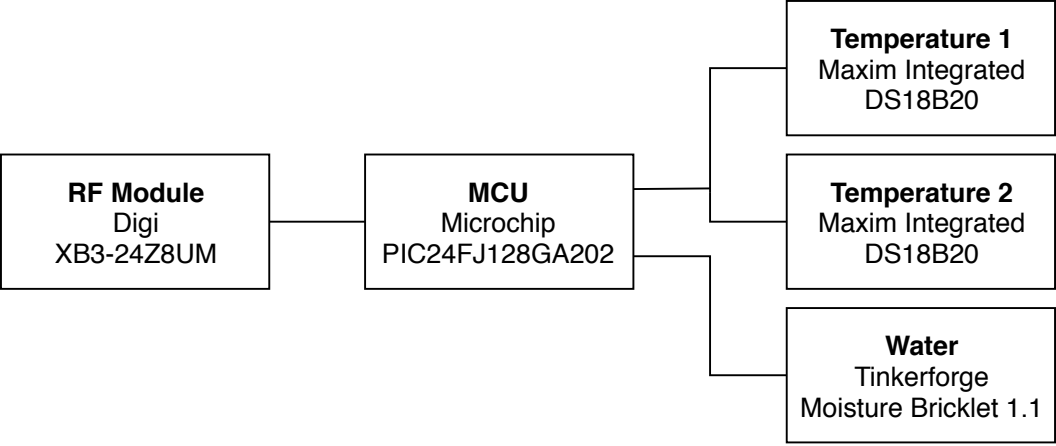 Temperature 1
Maxim Integrated
DS18B20
RF Module
Digi
XB3-24Z8UM
MCU
Microchip
PIC24FJ128GA202
Temperature 2
Maxim Integrated
DS18B20
Water
Tinkerforge
Moisture Bricklet 1.1